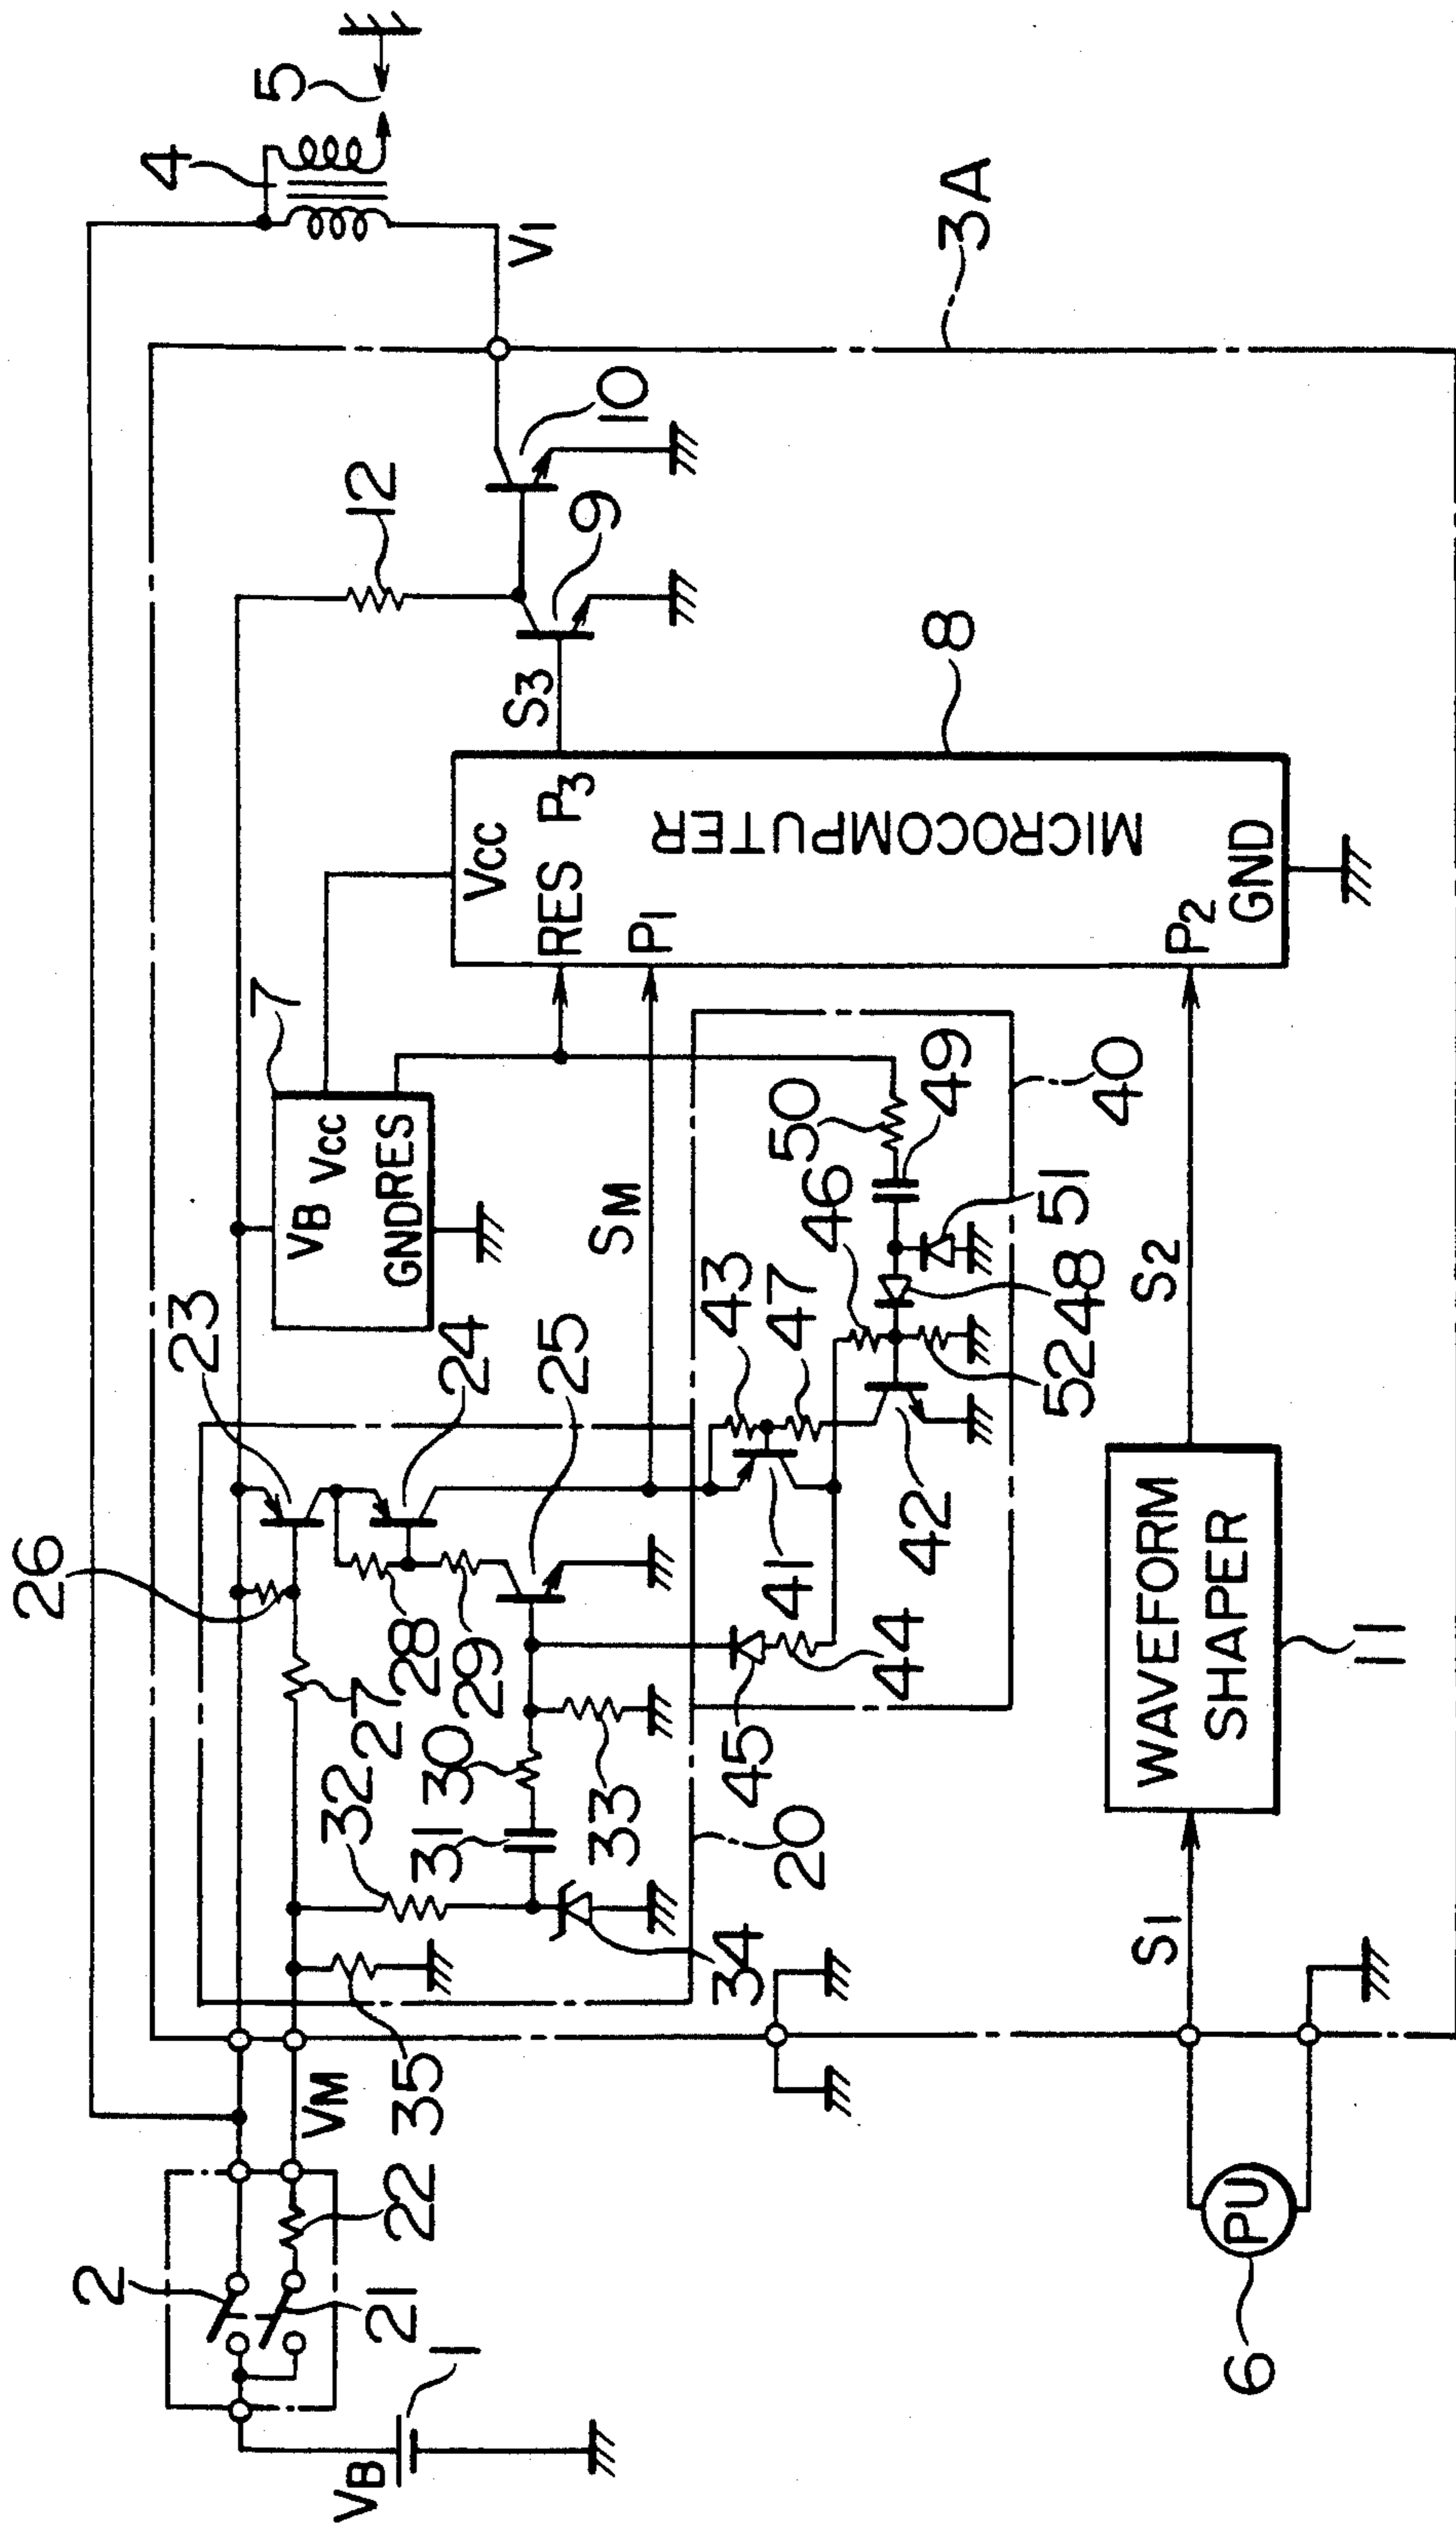 4
5
V1
3A
10
12
9
S3
8
VCC
RES
P3
P1
MICROCOMPUTER
P2
GND
7
VB
VCC
GND
RES
SM
23
24
25
26
27
28
29
30
31
32
33
34
35
20
40
41
42
43
44
45
46
47
48
49
50
51
52
S2
WAVEFORM
SHAPER
11
S1
VM
22
2
21
1
VB
PU
6